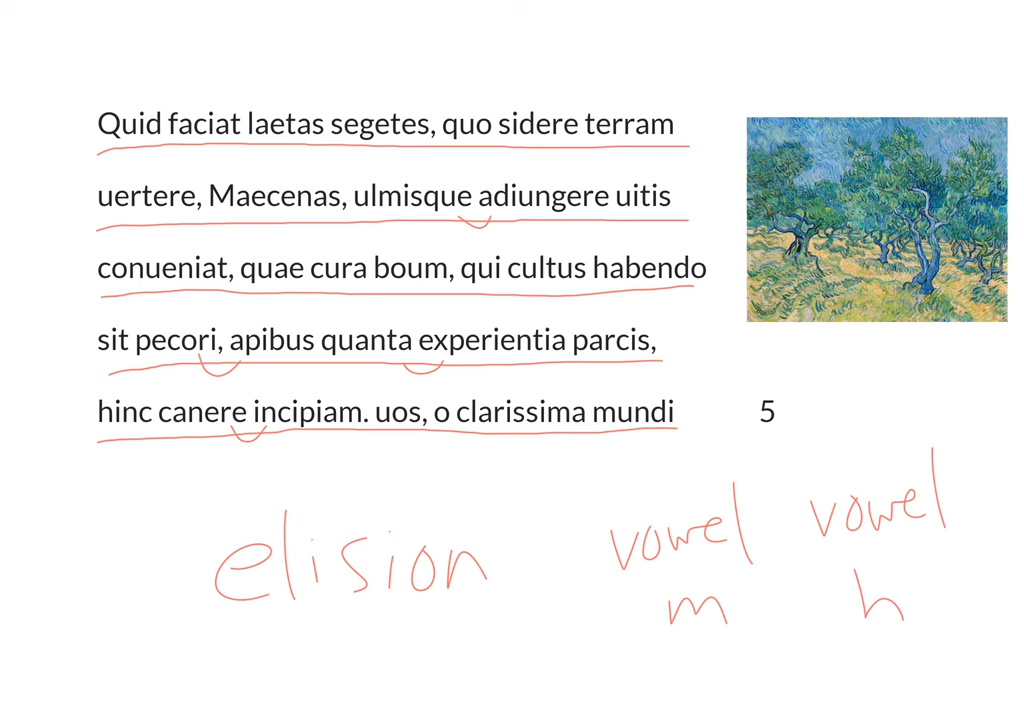 Quid faciat laetas segetes, quo sidere terram
uertere, Maecenas, ulmisque adiungere uitis
conueniat, quae cura boum, qui cultus habendo
sit pecori, apibus quanta experientia parcis,
hinc canere incipiam. uos, o clarissima mundi 5
elision vowel vowel
m h